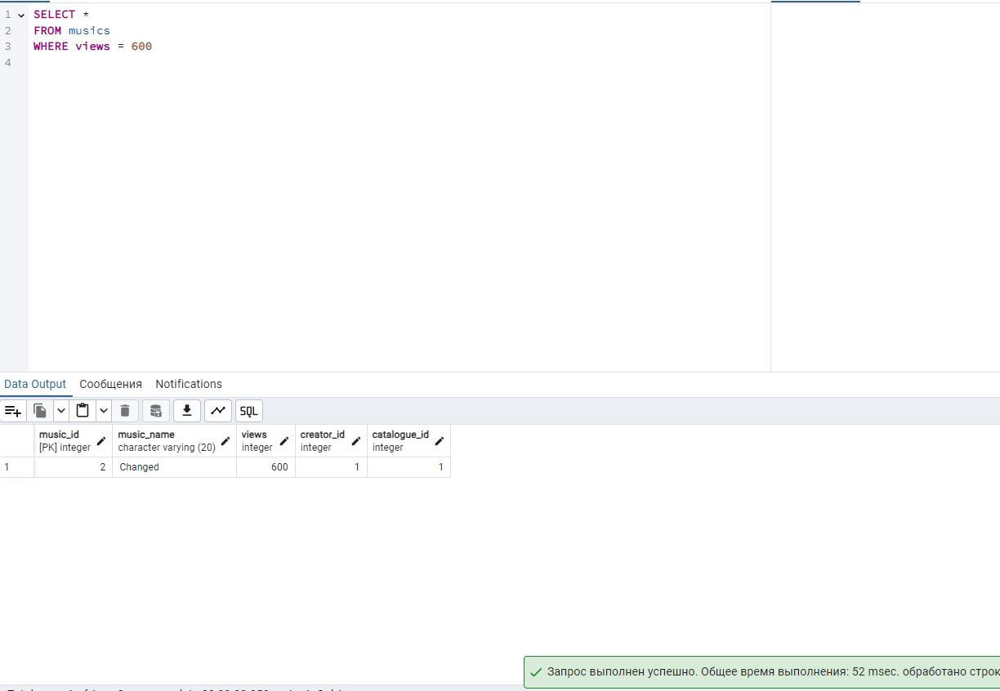 1 SELECT *
2 FROM musics
3 WHERE views = 600
4
Data Output Сообщения Notifications
SQL
music_id music_name views creator_id catalogue_id
[PK] integer character varying (20) integer integer integer
1 2 Changed 600 1 1
Запрос выполнен успешно. Общее время выполнения: 52 msec. обработано строк